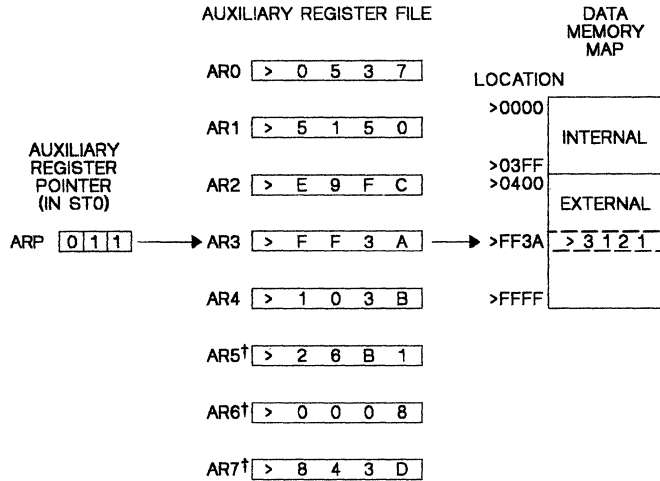 AUXILIARY REGISTER FILE
DATA
MEMORY
MAP
LOCATION
AR0 > 0 5 3 7
>0000
AR1 > 5 1 5 0
INTERNAL
AUXILIARY
REGISTER
POINTER
(IN ST0)
>03FF
AR2 > E 9 F C
>0400
EXTERNAL
ARP 0 1 1
AR3 > F F 3 A
>FF3A
> 3 1 2 1
AR4 > 1 0 3 B
>FFFF
AR5† > 2 6 B 1
AR6† > 0 0 0 8
AR7† > 8 4 3 D